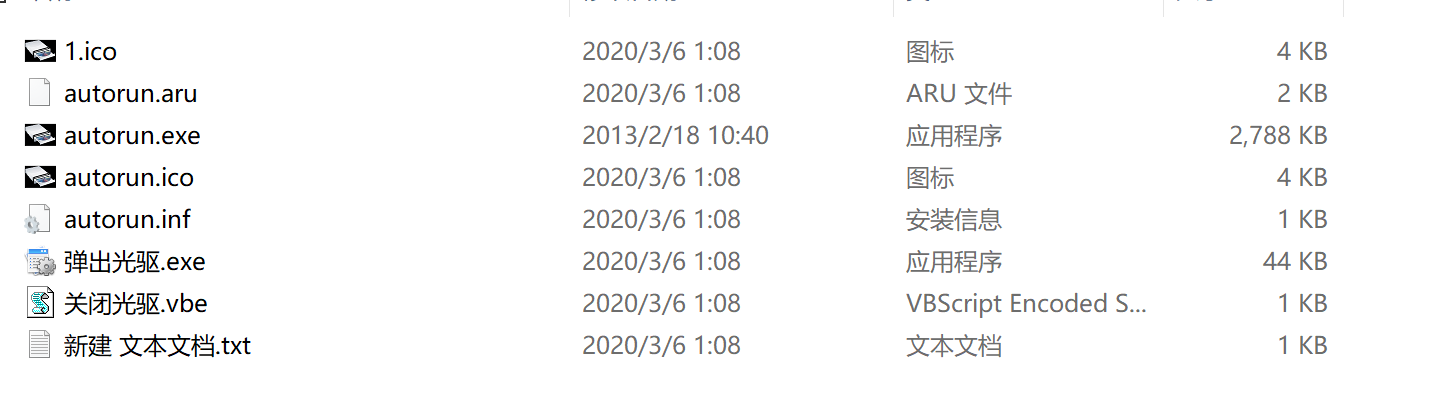 1.ico 2020/3/6 1:08 图标 4 KB
autorun.aru 2020/3/6 1:08 ARU 文件 2 KB
autorun.exe 2013/2/18 10:40 应用程序 2,788 KB
autorun.ico 2020/3/6 1:08 图标 4 KB
autorun.inf 2020/3/6 1:08 安装信息 1 KB
弹出光驱.exe 2020/3/6 1:08 应用程序 44 KB
关闭光驱.vbe 2020/3/6 1:08 VBScript Encoded S... 1 KB
新建 文本文档.txt 2020/3/6 1:08 文本文档 1 KB